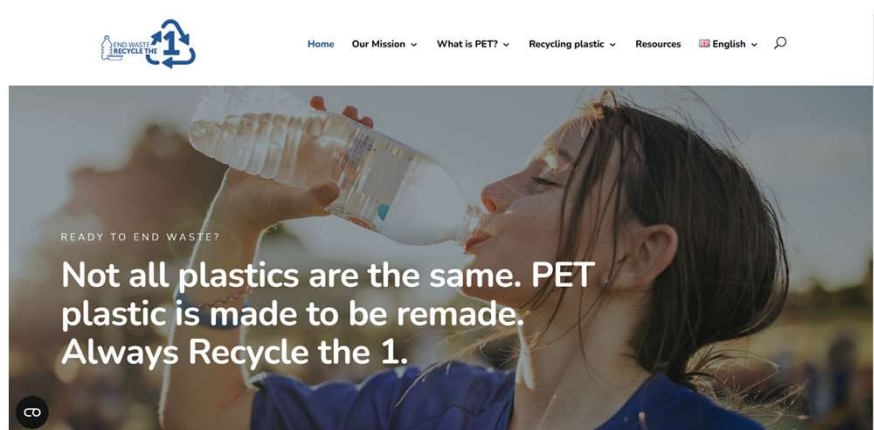 END WASTE
RECYCLE THE 1
Home
Our Mission
What is PET?
Recycling plastic
Resources
English
READY TO END WASTE?
Not all plastics are the same. PET
plastic is made to be remade.
Always Recycle the 1.